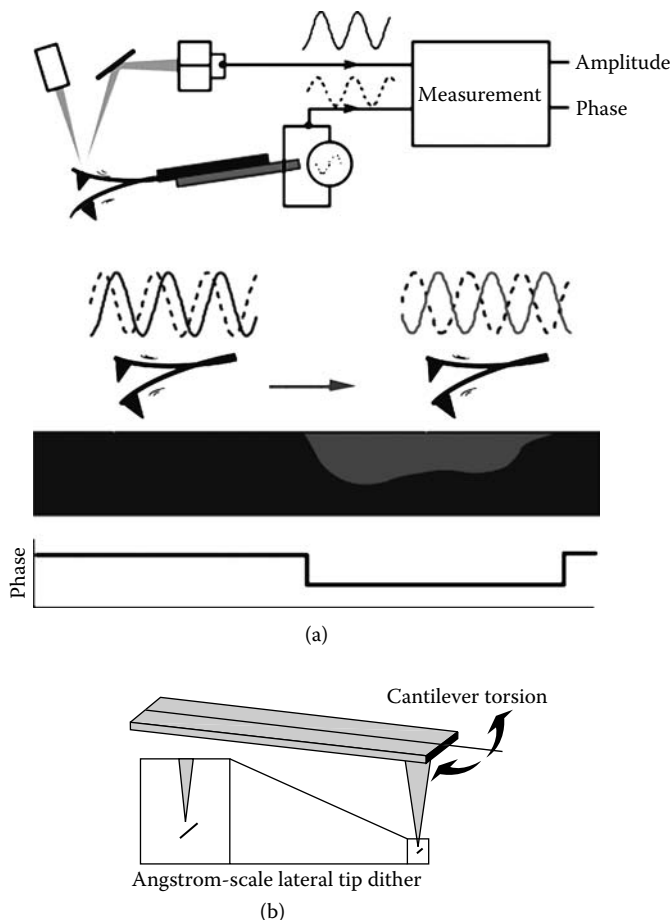 Amplitude
Measurement
Phase
Phase
(a)
Cantilever torsion
Angstrom-scale lateral tip dither
(b)